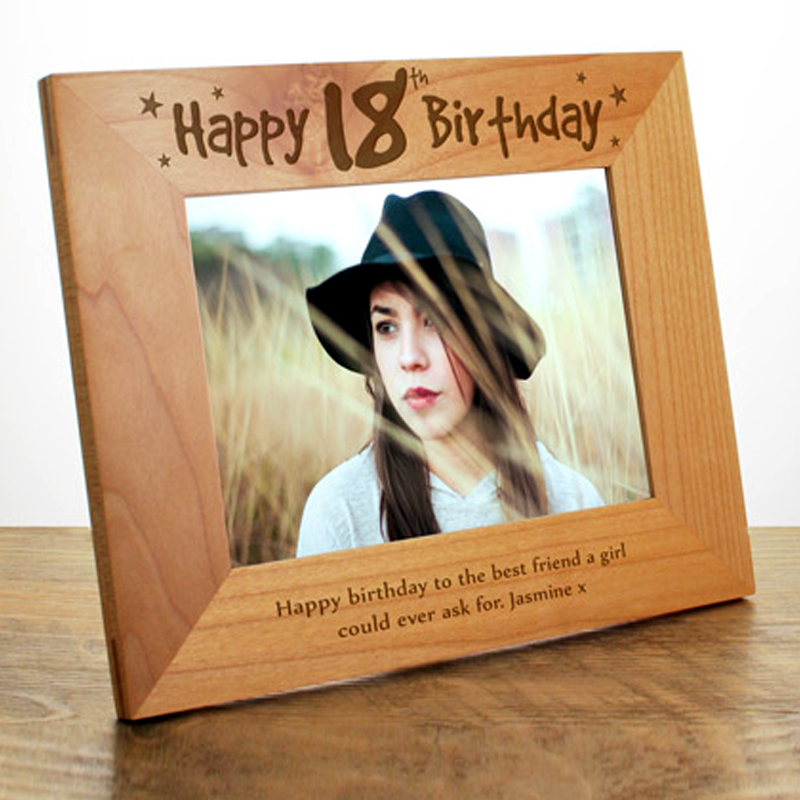 Happy 18th Birthday
Happy birthday to the best friend a girl
could ever ask for. Jasmine x